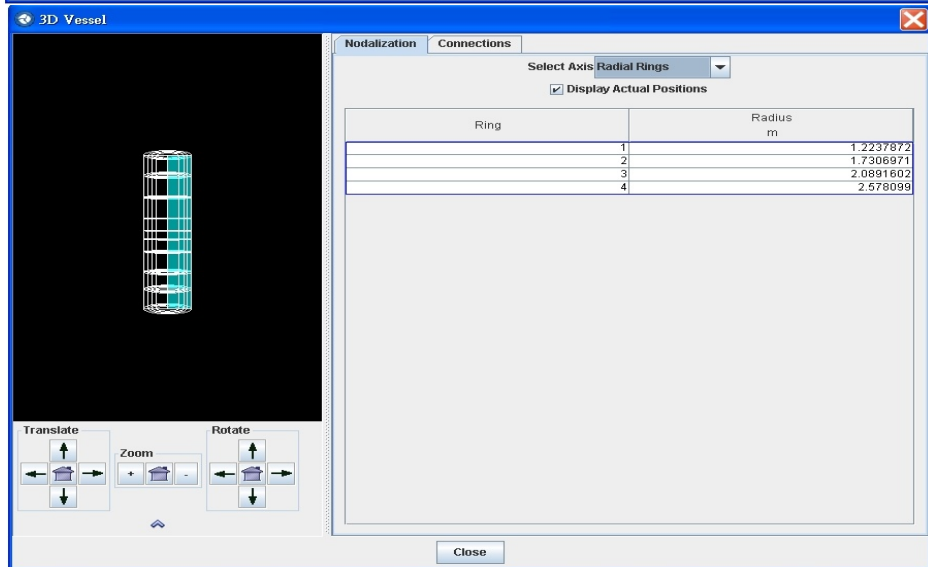 3D Vessel
Nodalization Connections
Select Axis Radial Rings
Display Actual Positions
Ring Radius
m
1 1.2237872
2 1.7306971
3 2.0891602
4 2.578099
Translate Rotate
Zoom
+ -
Close